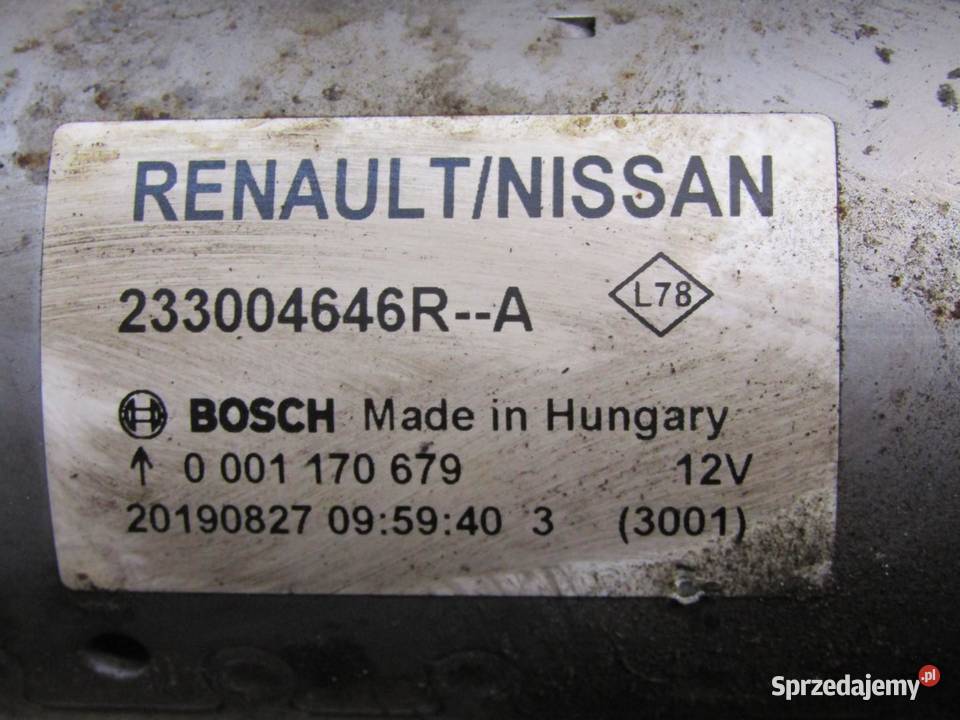 RENAULT/NISSAN
233004646R--A
L78
BOSCH Made in Hungary
↑ 0 001 170 679 12V
20190827 09:59:40 3 (3001)
Sprzedajemy.pl